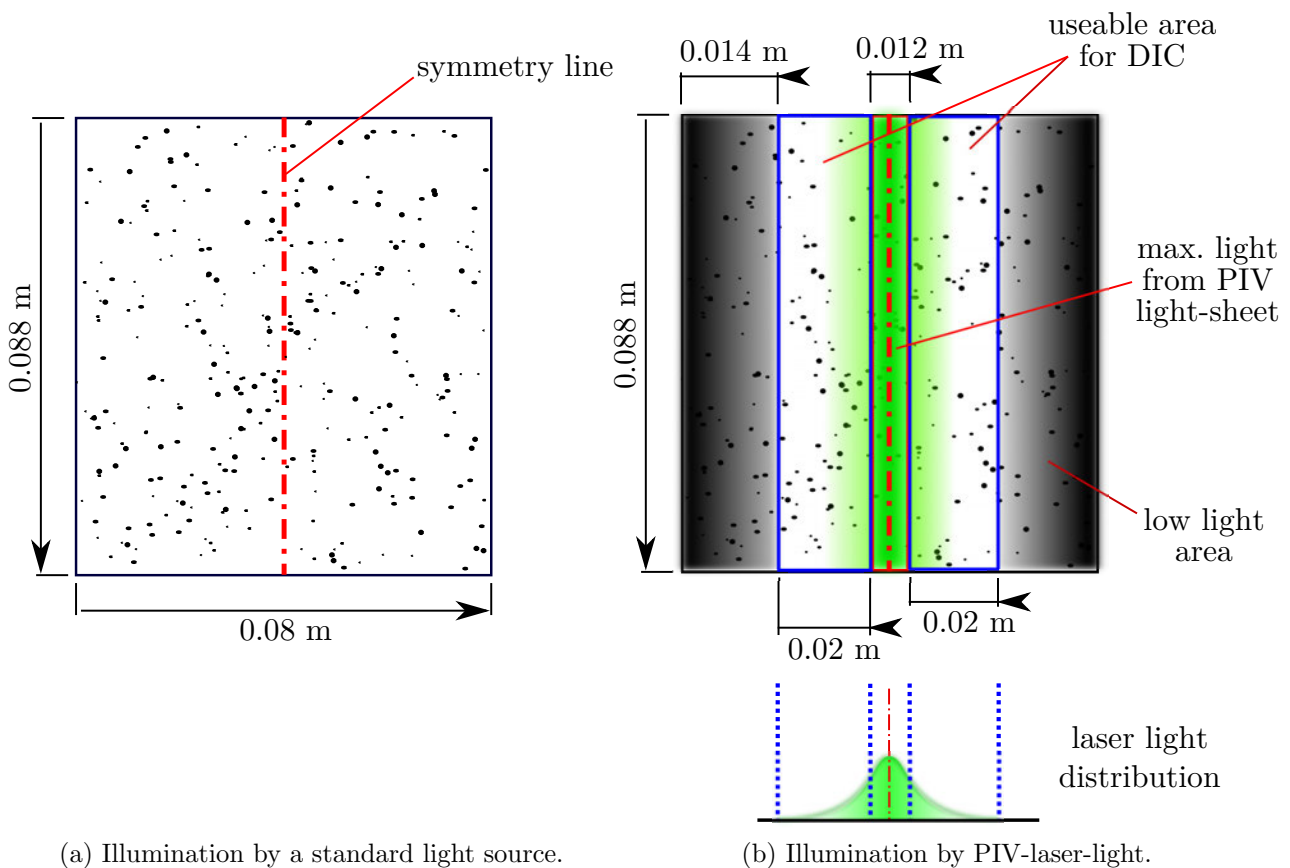 symmetry line
0.088 m
0.08 m
(a) Illumination by a standard light source.
0.014 m
0.012 m
useable area
for DIC
0.088 m
max. light
from PIV
light-sheet
low light
area
0.02 m
0.02 m
laser light
distribution
(b) Illumination by PIV-laser-light.